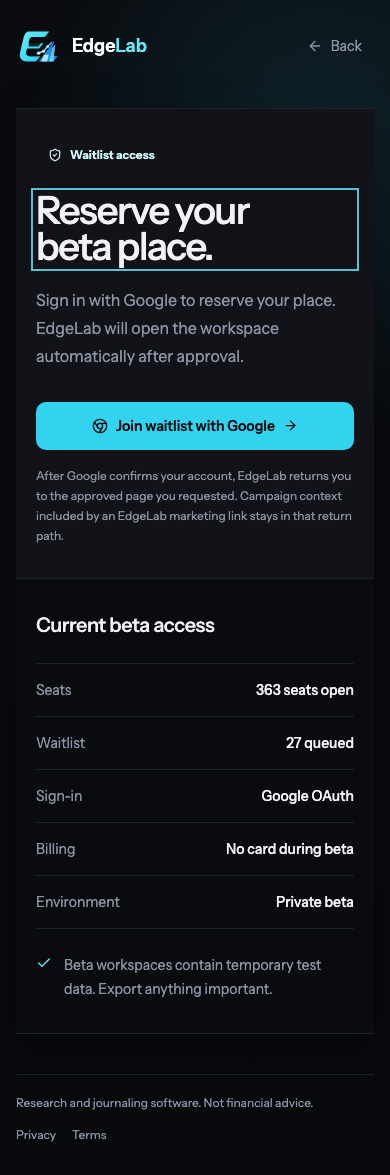 EdgeLab
Back
Waitlist access
Reserve your
beta place.
Sign in with Google to reserve your place.
EdgeLab will open the workspace
automatically after approval.
Join waitlist with Google
After Google confirms your account, EdgeLab returns you
to the approved page you requested. Campaign context
included by an EdgeLab marketing link stays in that return
path.
Current beta access
Seats 363 seats open
Waitlist 27 queued
Sign-in Google OAuth
Billing No card during beta
Environment Private beta
Beta workspaces contain temporary test
data. Export anything important.
Research and journaling software. Not financial advice.
Privacy Terms